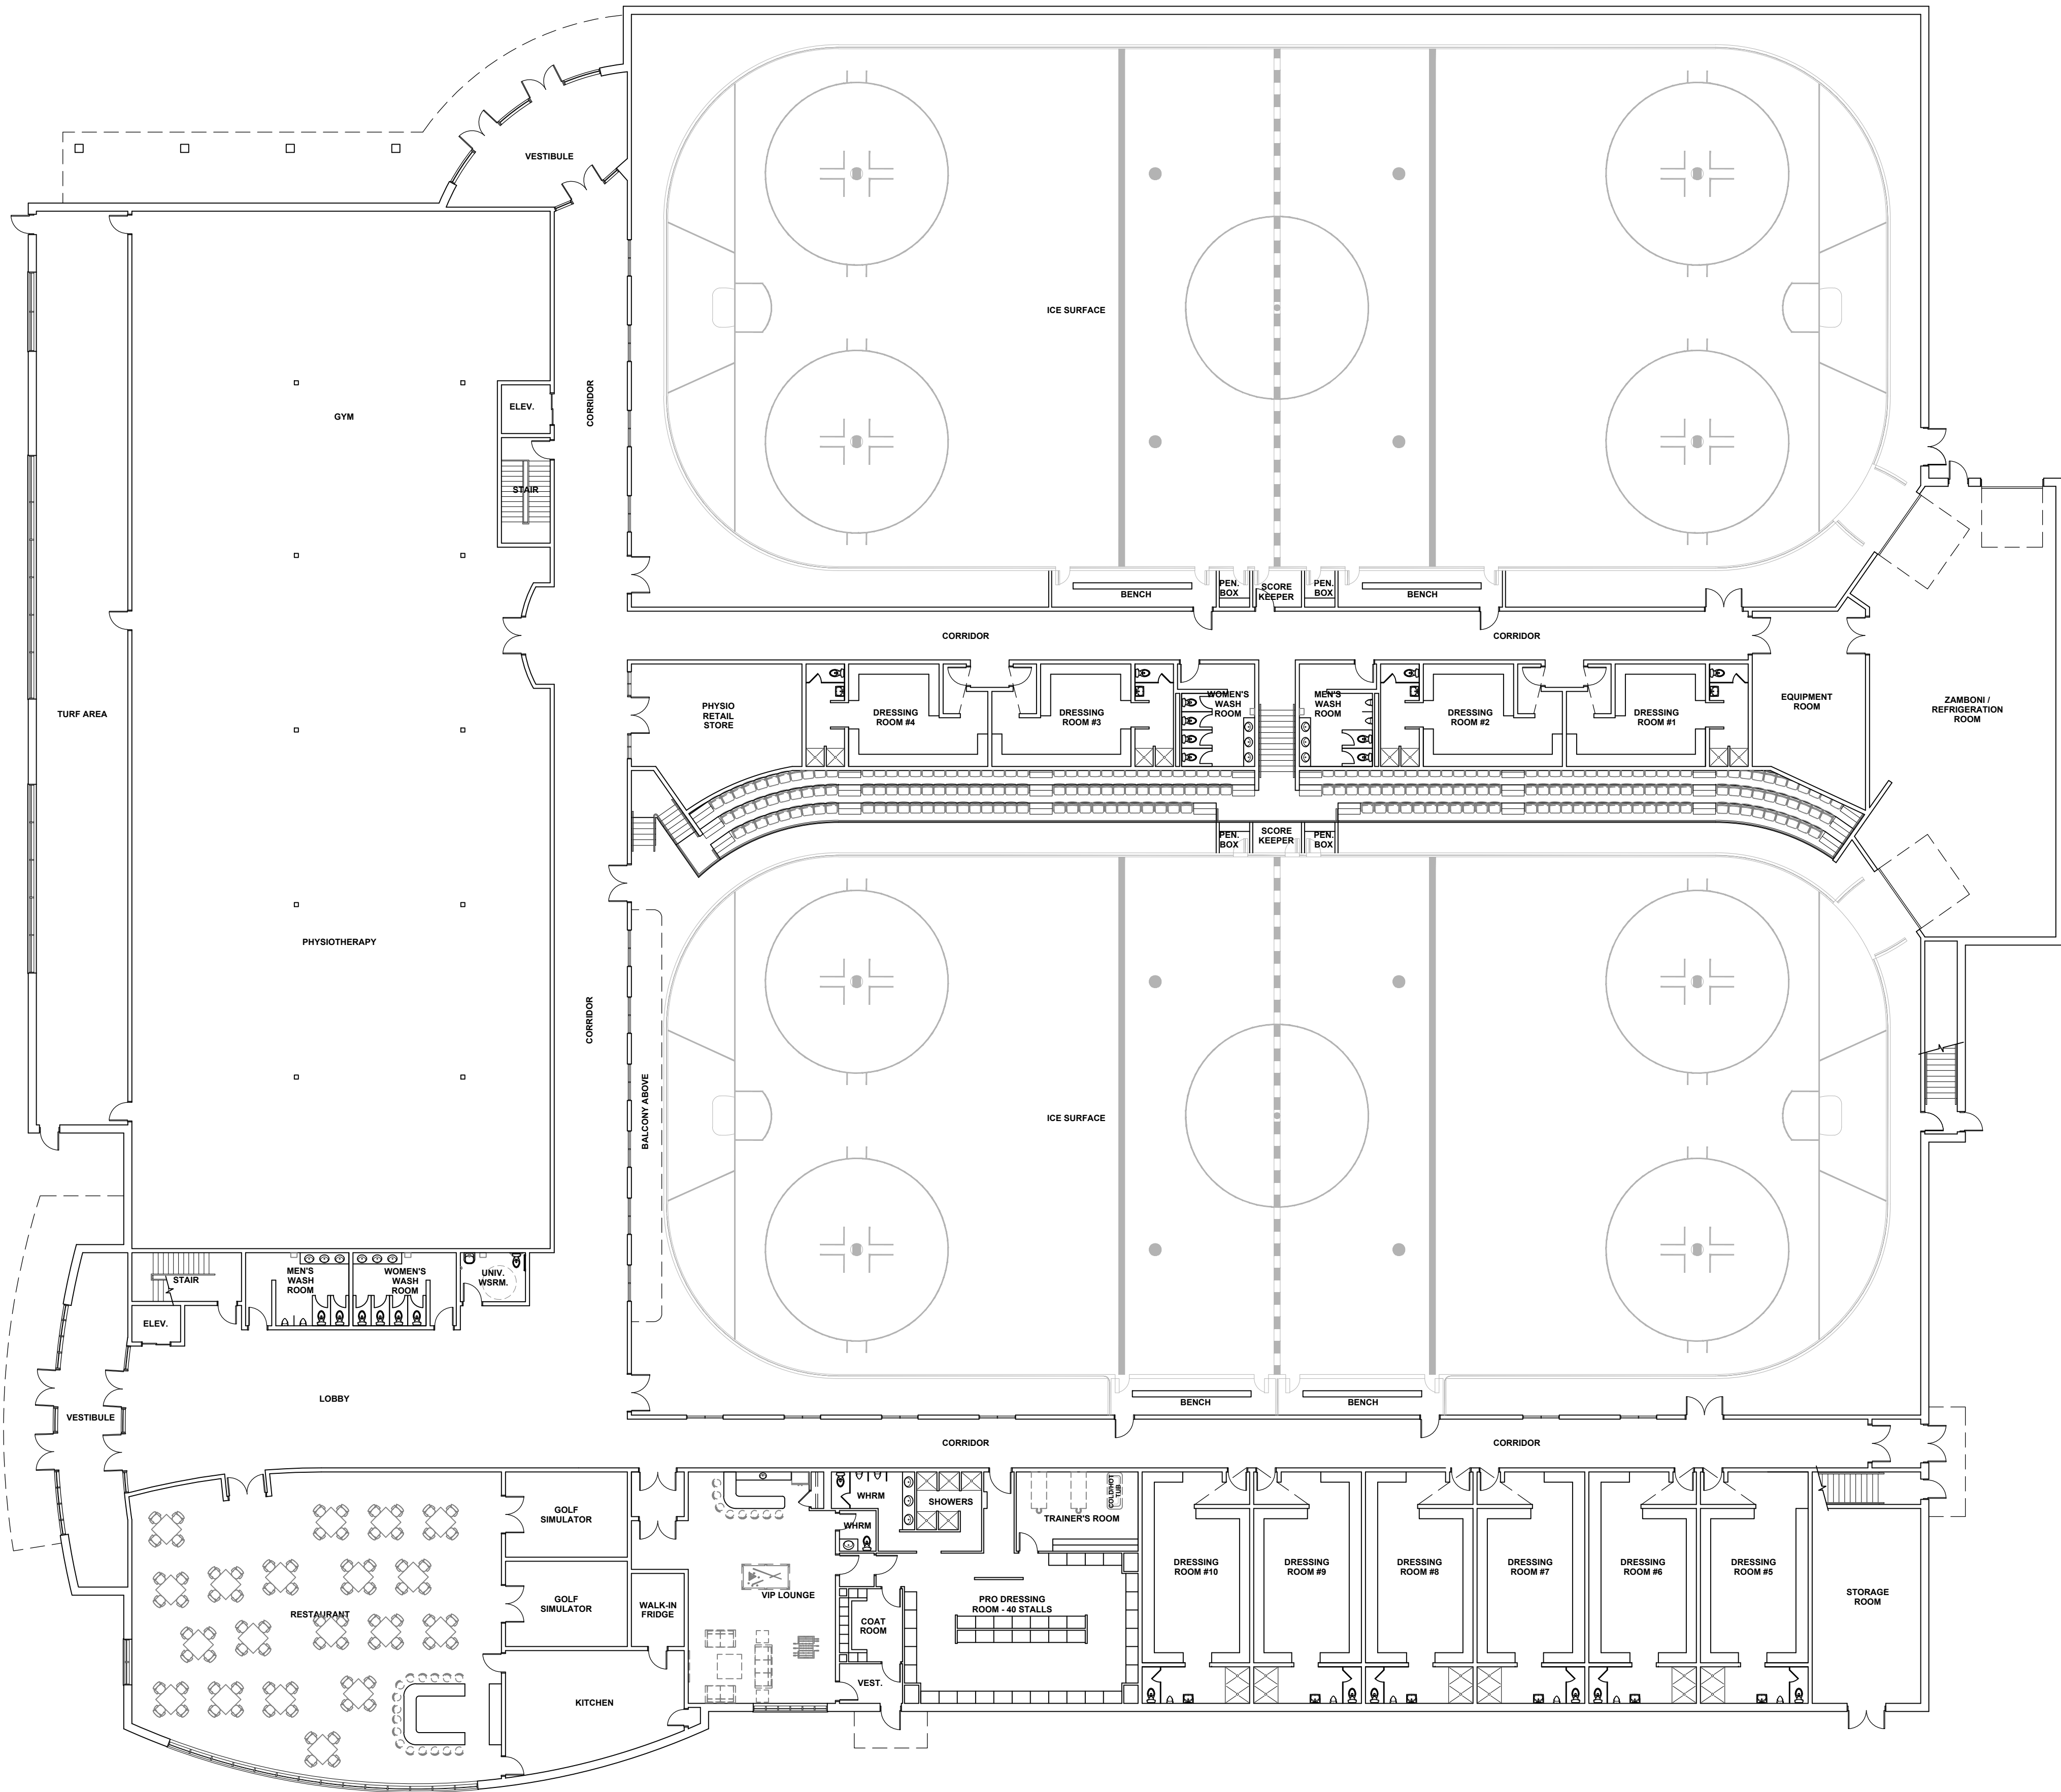 VESTIBULE
ICE SURFACE
CORRIDOR
ELEV.
GYM
STAIR
PEN.
BOX
SCORE
KEEPER
PEN.
BOX
BENCH
BENCH
CORRIDOR
CORRIDOR
TURF AREA
PHYSIO
RETAIL
STORE
DRESSING
ROOM #4
DRESSING
ROOM #3
WOMEN'S
WASH
ROOM
MEN'S
WASH
ROOM
DRESSING
ROOM #2
DRESSING
ROOM #1
EQUIPMENT
ROOM
ZAMBONI /
REFRIGERATION
ROOM
PEN.
BOX
SCORE
KEEPER
PEN.
BOX
PHYSIOTHERAPY
CORRIDOR
BALCONY ABOVE
ICE SURFACE
STAIR
MEN'S
WASH
ROOM
WOMEN'S
WASH
ROOM
UNIV.
WSRM.
ELEV.
LOBBY
VESTIBULE
BENCH
BENCH
CORRIDOR
CORRIDOR
GOLF
SIMULATOR
WHRM
SHOWERS
COLD/HOT
TUB
TRAINER'S ROOM
WHRM
RESTAURANT
GOLF
SIMULATOR
WALK-IN
FRIDGE
VIP LOUNGE
COAT
ROOM
PRO DRESSING
ROOM - 40 STALLS
DRESSING
ROOM #10
DRESSING
ROOM #9
DRESSING
ROOM #8
DRESSING
ROOM #7
DRESSING
ROOM #6
DRESSING
ROOM #5
STORAGE
ROOM
VEST.
KITCHEN